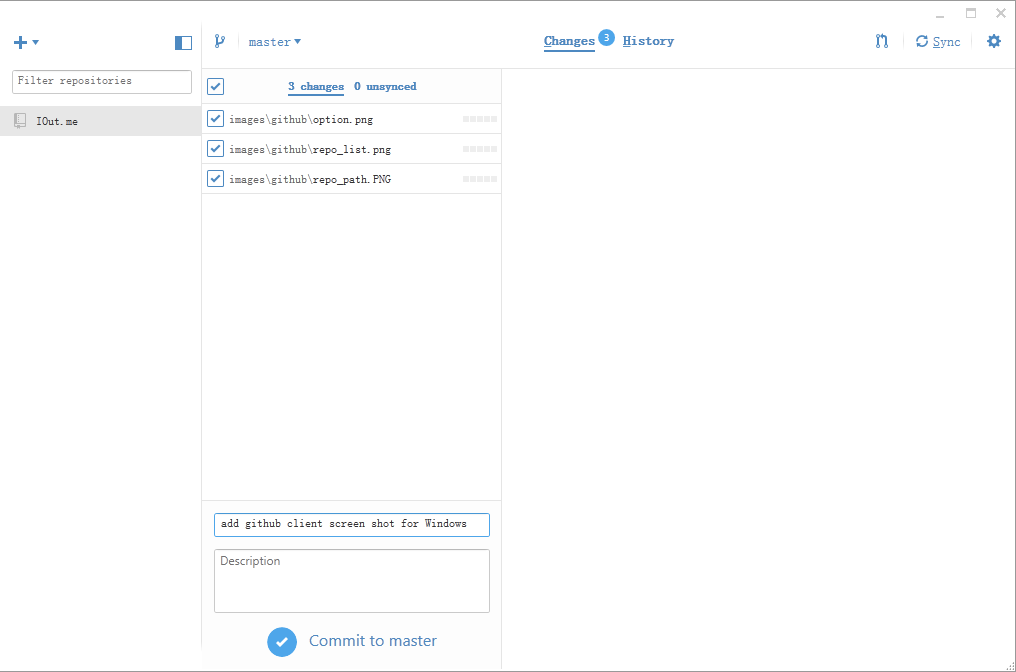 master
Changes 3 History
Sync
Filter repositories
IOut.me
3 changes 0 unsynced
images\github\option.png
images\github\repo_list.png
images\github\repo_path.PNG
add github client screen shot for Windows
Description
Commit to master